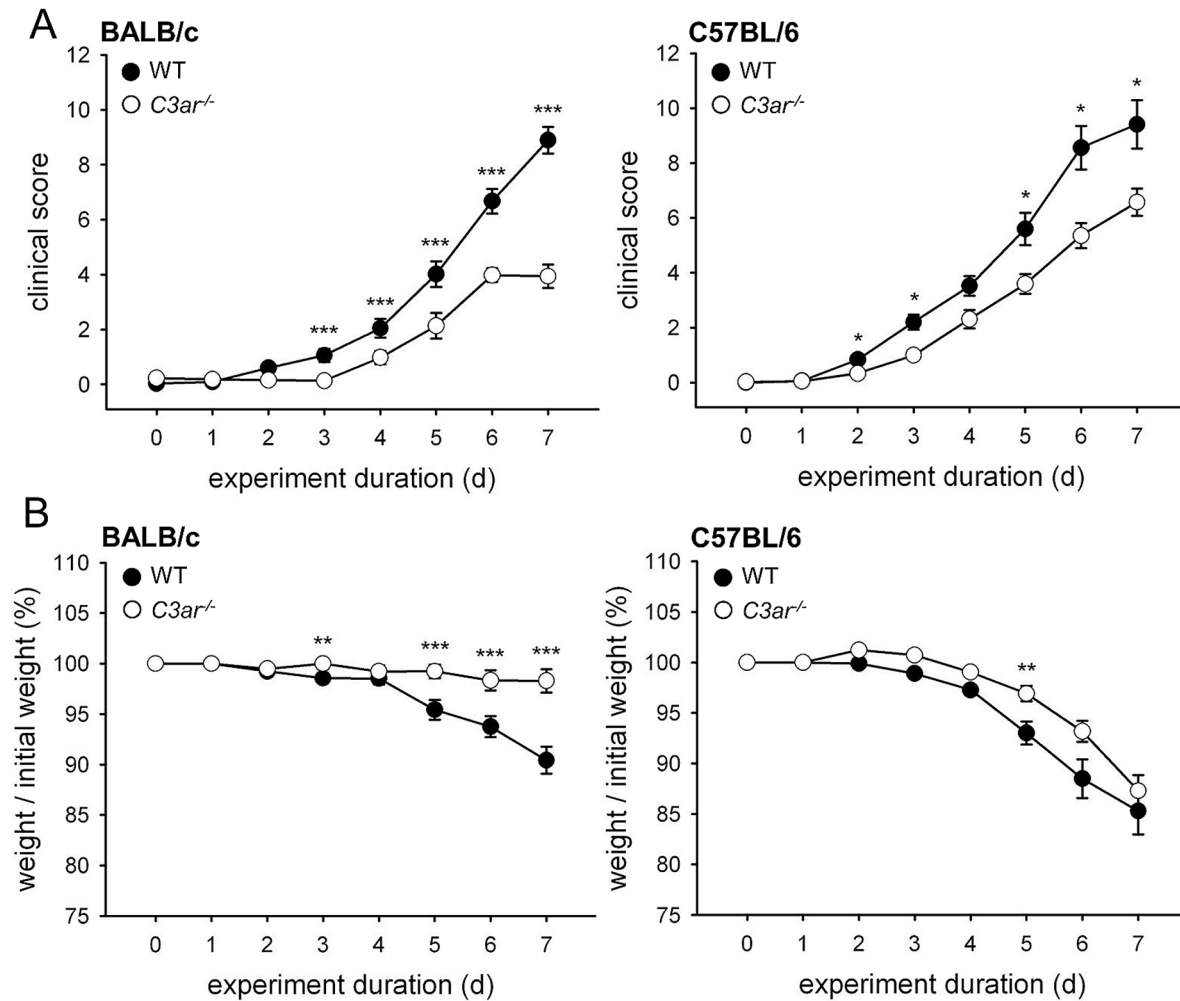 A
BALB/c
WT
C3ar-/-
clinical score
12
10
8
6
4
2
0
***
***
***
***
***
0 1 2 3 4 5 6 7
experiment duration (d)
C57BL/6
WT
C3ar-/-
clinical score
12
10
8
6
4
2
0
*
*
*
*
*
0 1 2 3 4 5 6 7
experiment duration (d)
B
BALB/c
WT
C3ar-/-
weight / initial weight (%)
110
105
100
95
90
85
80
75
** *** *** ***
0 1 2 3 4 5 6 7
experiment duration (d)
C57BL/6
WT
C3ar-/-
weight / initial weight (%)
110
105
100
95
90
85
80
75
**
0 1 2 3 4 5 6 7
experiment duration (d)